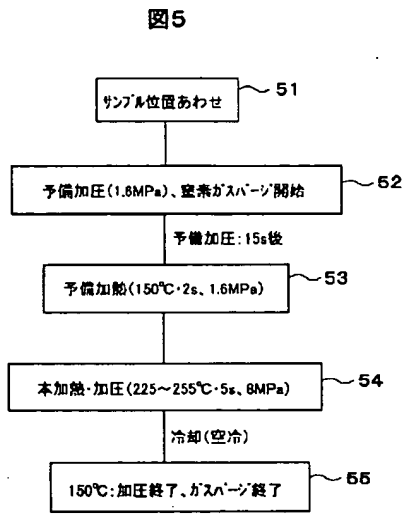 図5
サンプル位置あわせ
51
予備加圧(1.6MPa)、窒素ガスパージ開始
52
予備加圧:15s後
予備加熱(150℃·2s、1.6MPa)
53
本加熱·加圧(225~255℃·5s、8MPa)
54
冷却(空冷)
150℃:加圧終了、ガスパージ終了
55